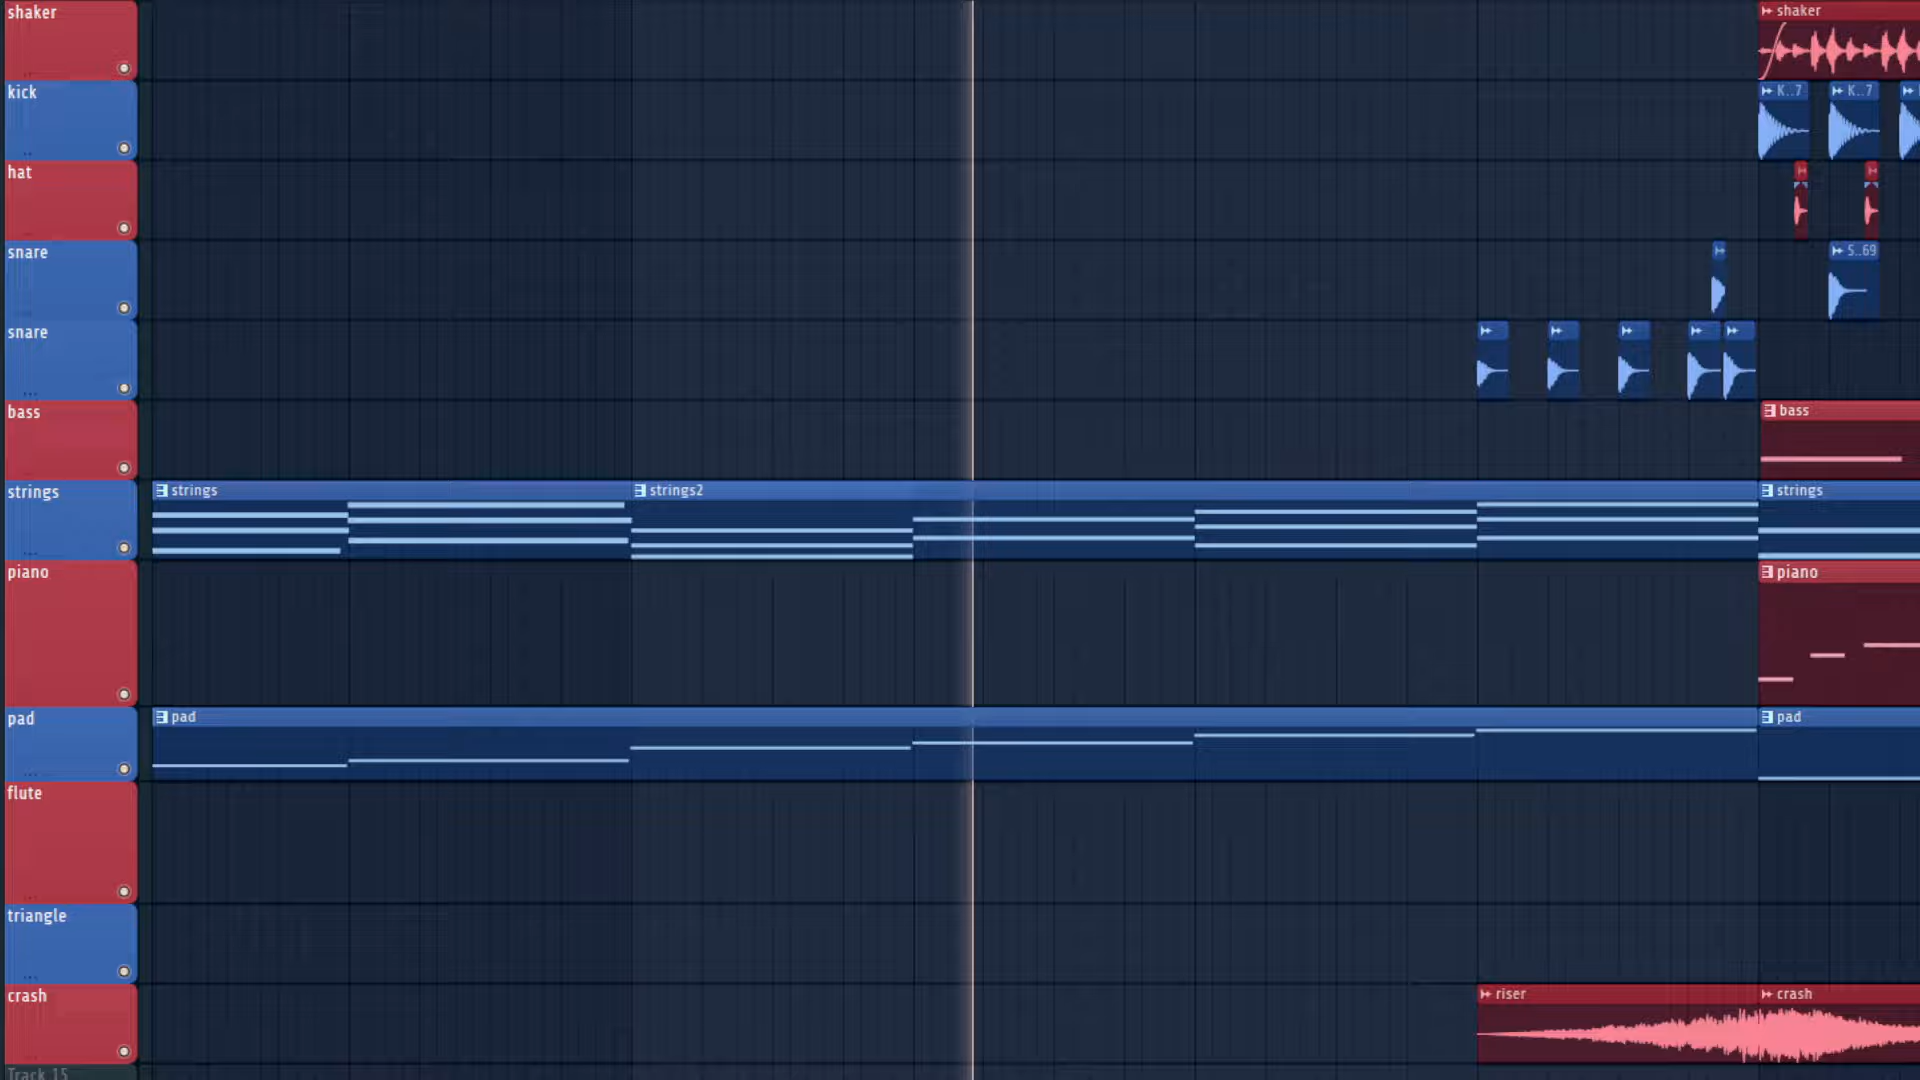 shaker
shaker
kick
K..7
K..7
hat
snare
S..69
snare
bass
bass
strings
strings
strings2
strings
piano
piano
pad
pad
pad
flute
triangle
crash
riser
crash
Track 15